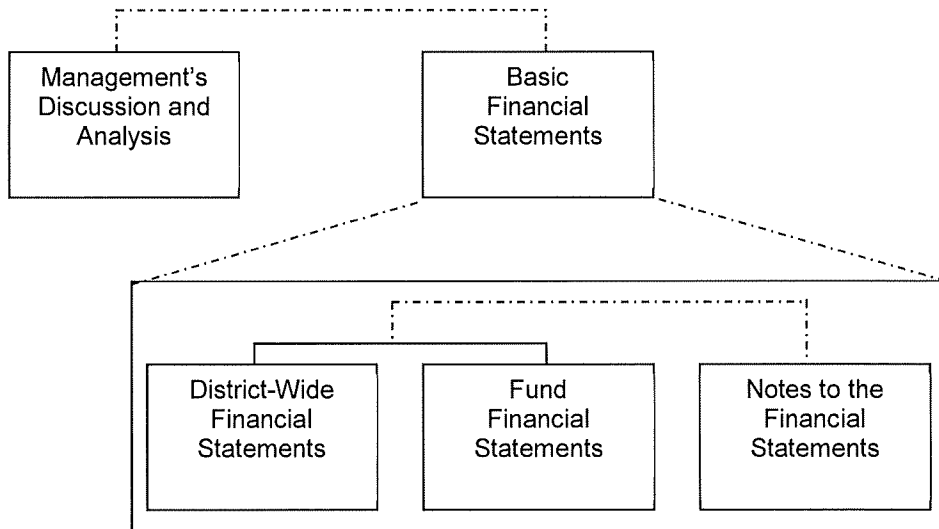 Management's
Discussion and
Analysis
Basic
Financial
Statements
District-Wide
Financial
Statements
Fund
Financial
Statements
Notes to the
Financial
Statements